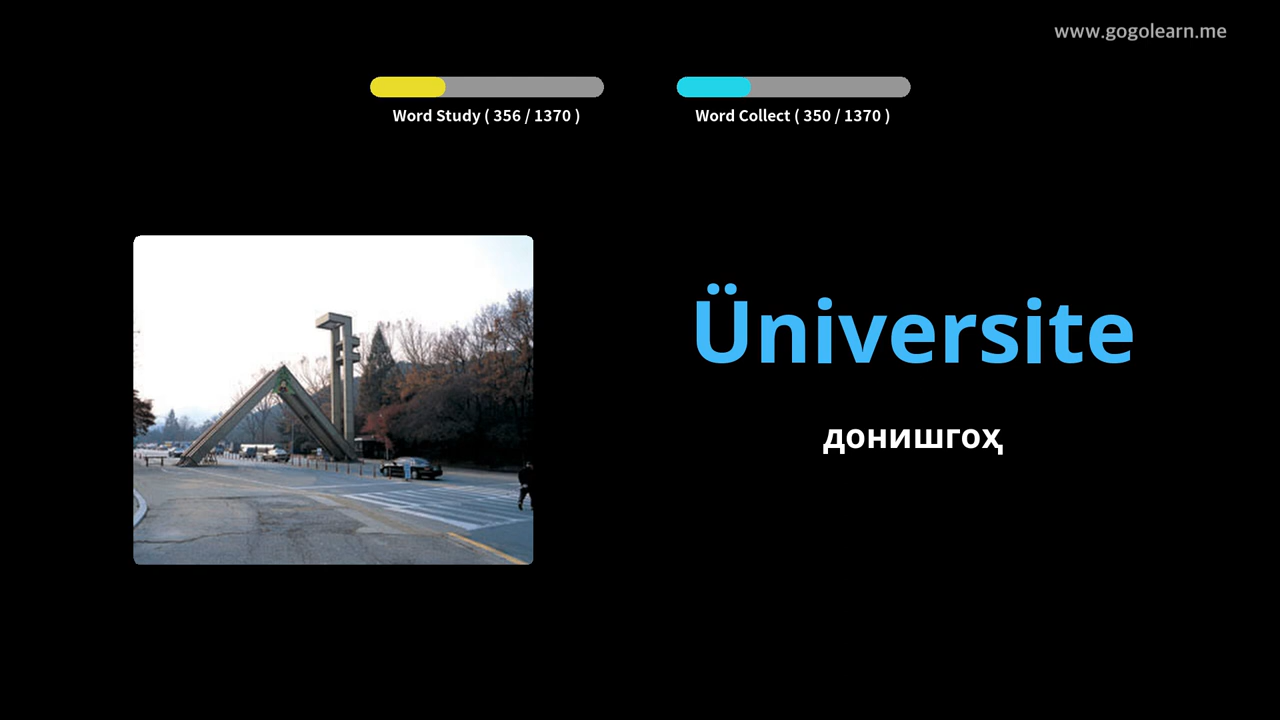 www.gogolearn.me
Word Study ( 356 / 1370 )
Word Collect ( 350 / 1370 )
Üniversite
донишгоҳ